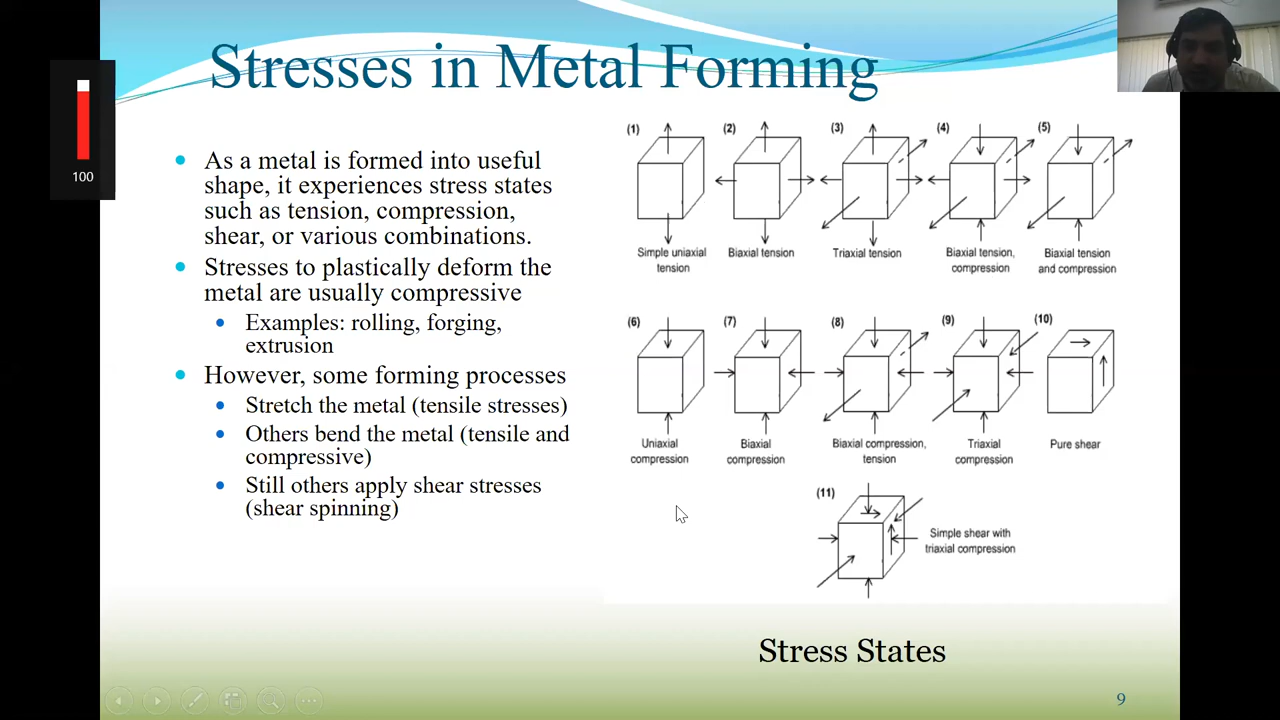 Stresses in Metal Forming
100
As a metal is formed into useful
shape, it experiences stress states
such as tension, compression,
shear, or various combinations.
Stresses to plastically deform the
metal are usually compressive
Examples: rolling, forging,
extrusion
However, some forming processes
Stretch the metal (tensile stresses)
Others bend the metal (tensile and
compressive)
Still others apply shear stresses
(shear spinning)
(1)
Simple uniaxial
tension
(2)
Biaxial tension
(3)
Triaxial tension
(4)
Biaxial tension,
compression
(5)
Biaxial tension
and compression
(6)
Uniaxial
compression
(7)
Biaxial
compression
(8)
Biaxial compression,
tension
(9)
Triaxial
compression
(10)
Pure shear
(11)
Simple shear with
triaxial compression
Stress States
9